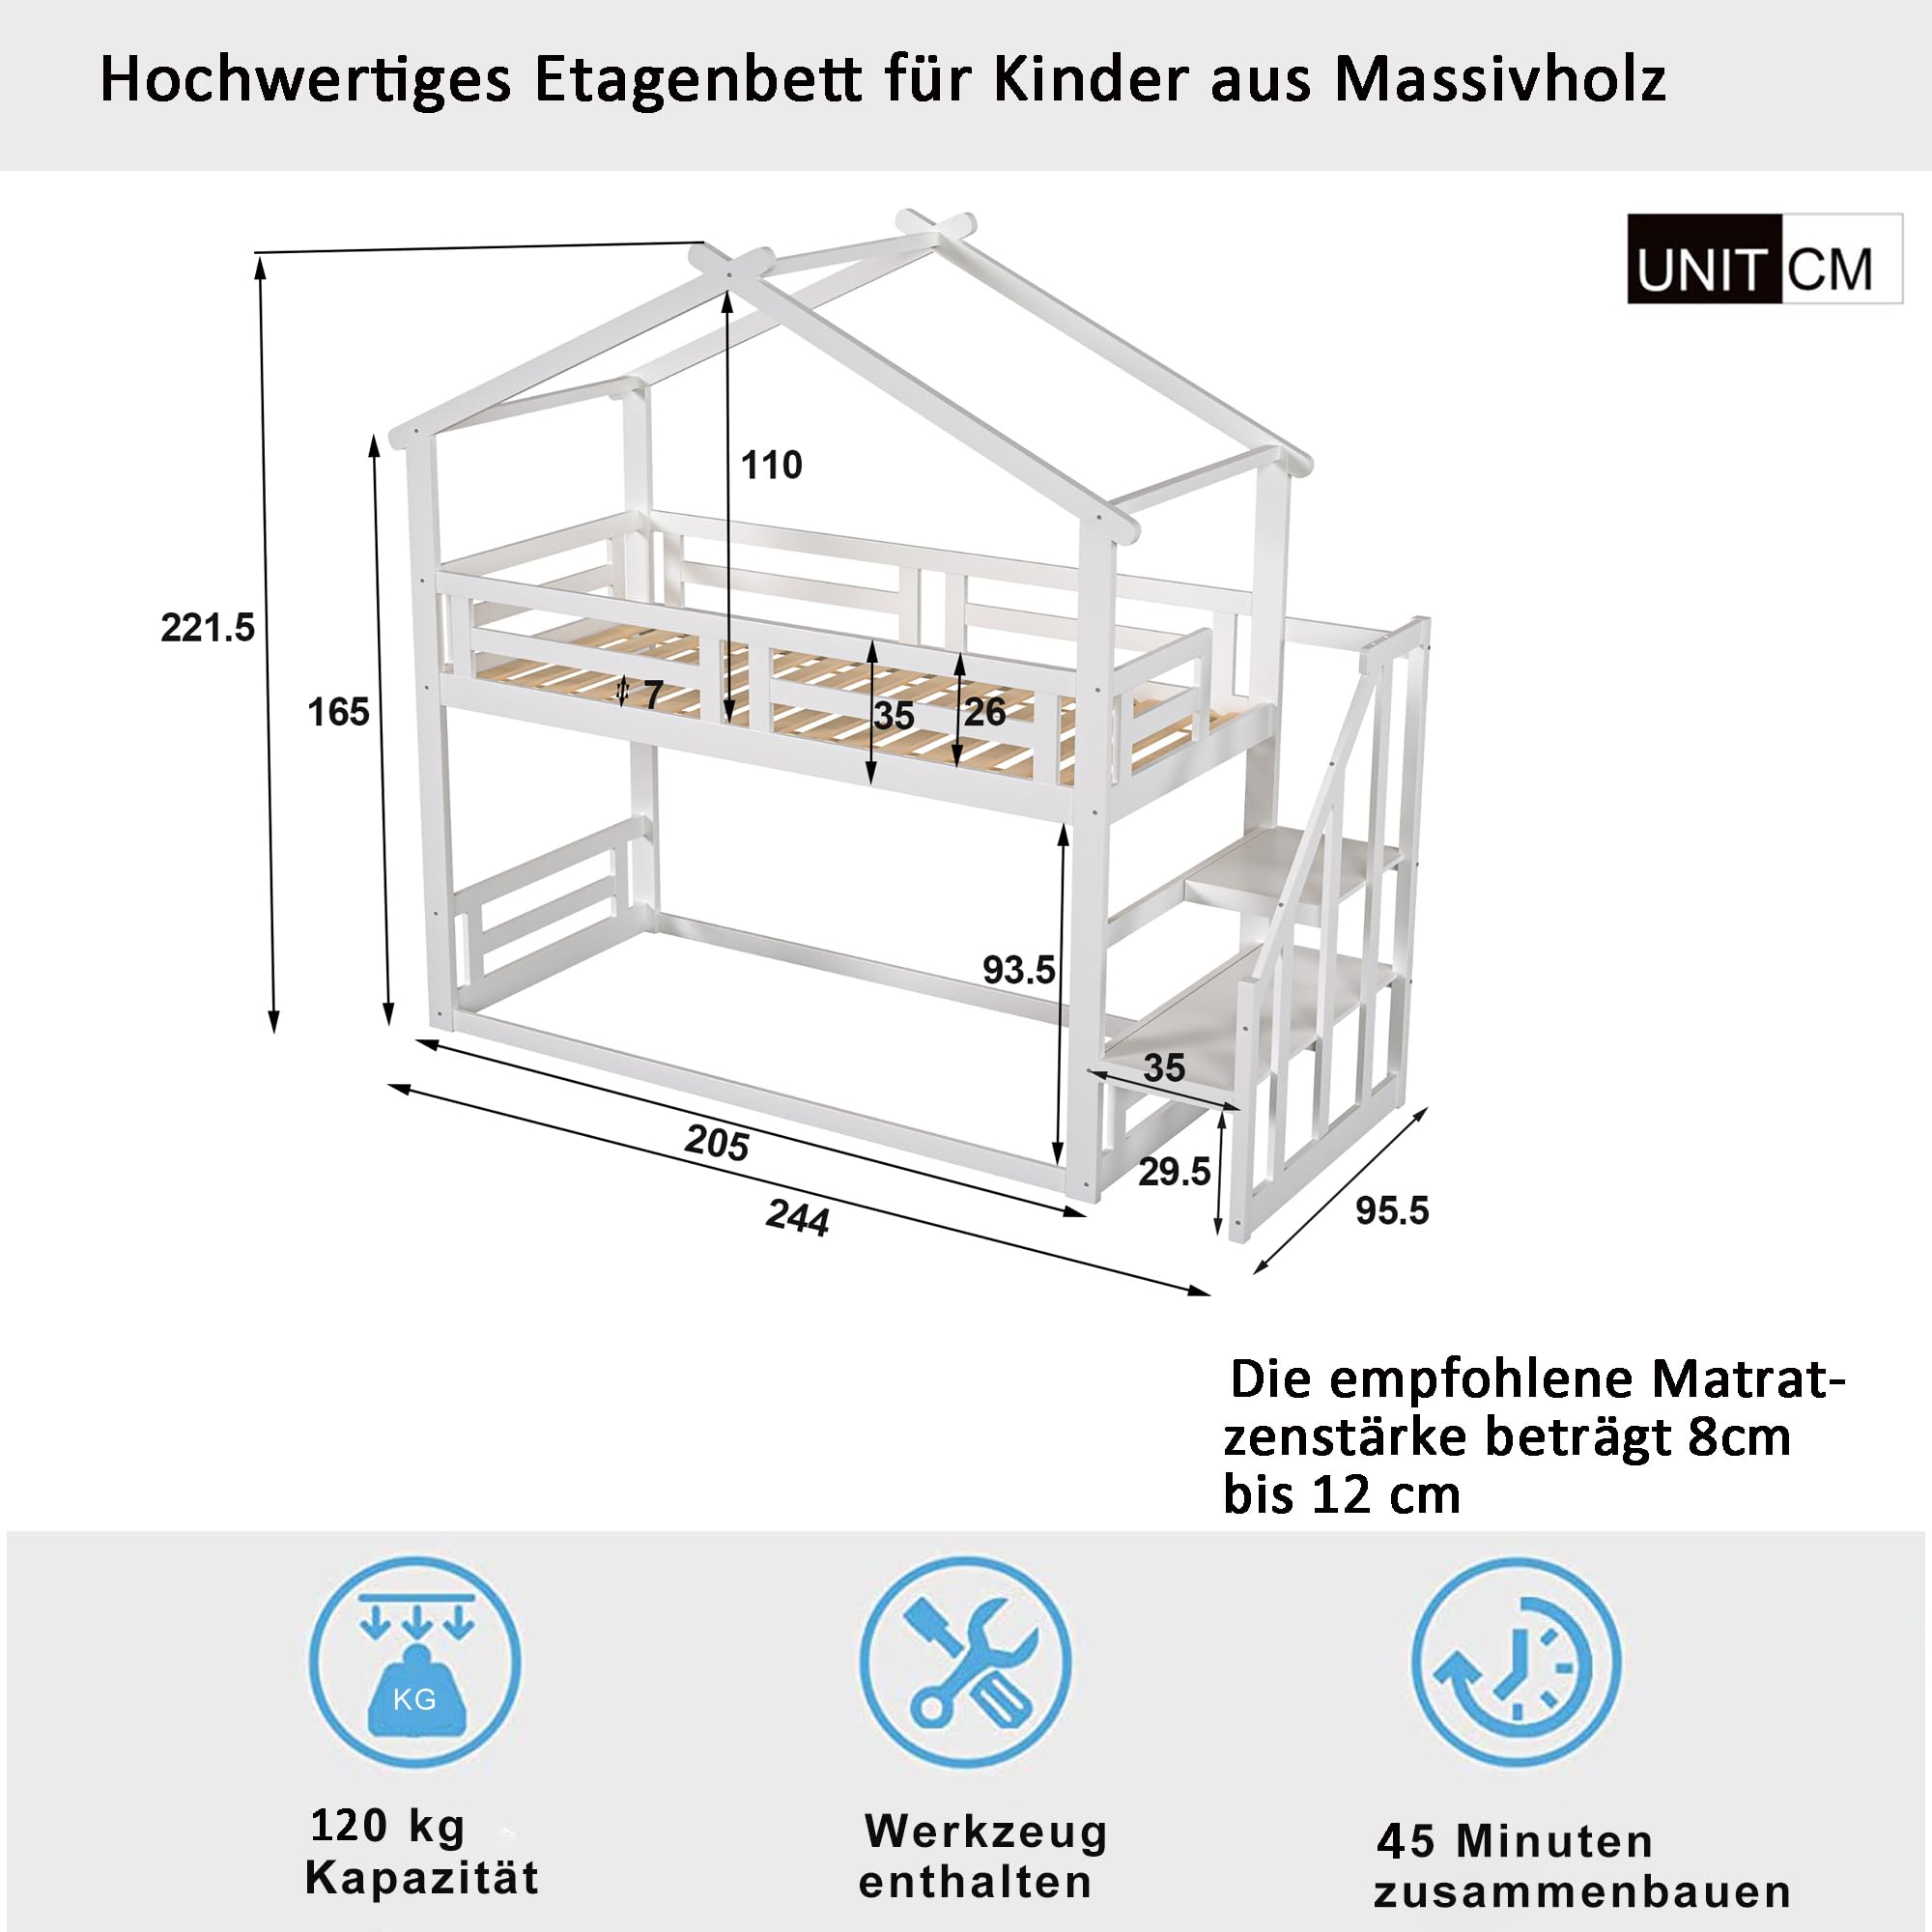 Hochwertiges Etagenbett für Kinder aus Massivholz
UNIT CM
221.5
165
110
7
35
26
93.5
35
29.5
205
244
95.5
Die empfohlene Matrat-
zenstärke beträgt 8cm
bis 12 cm
KG
120 kg
Kapazität
Werkzeug
enthalten
45 Minuten
zusammenbauen